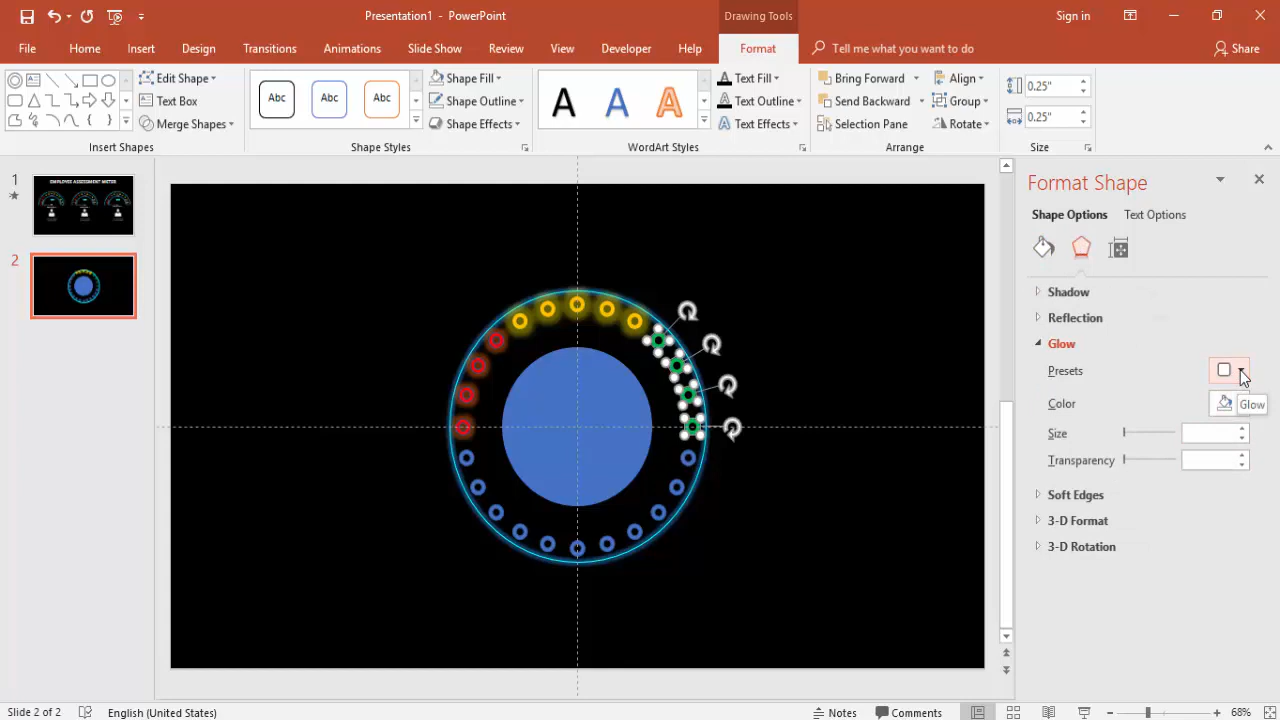 Presentation1 - PowerPoint
Drawing Tools
Sign in
File Home Insert Design Transitions Animations Slide Show Review View Developer Help Format Tell me what you want to do Share
Edit Shape
Text Box
Merge Shapes
Insert Shapes
Abc Abc Abc
Shape Fill
Shape Outline
Shape Effects
Shape Styles
A A A
Text Fill
Text Outline
Text Effects
WordArt Styles
Bring Forward
Send Backward
Selection Pane
Align
Group
Rotate
Arrange
0.25"
0.25"
Size
1
EMPLOYEE ASSESSMENT METER
2
Format Shape
Shape Options Text Options
Shadow
Reflection
Glow
Presets
Color
Glow
Size
Transparency
Soft Edges
3-D Format
3-D Rotation
Slide 2 of 2 English (United States) Notes Comments 68%